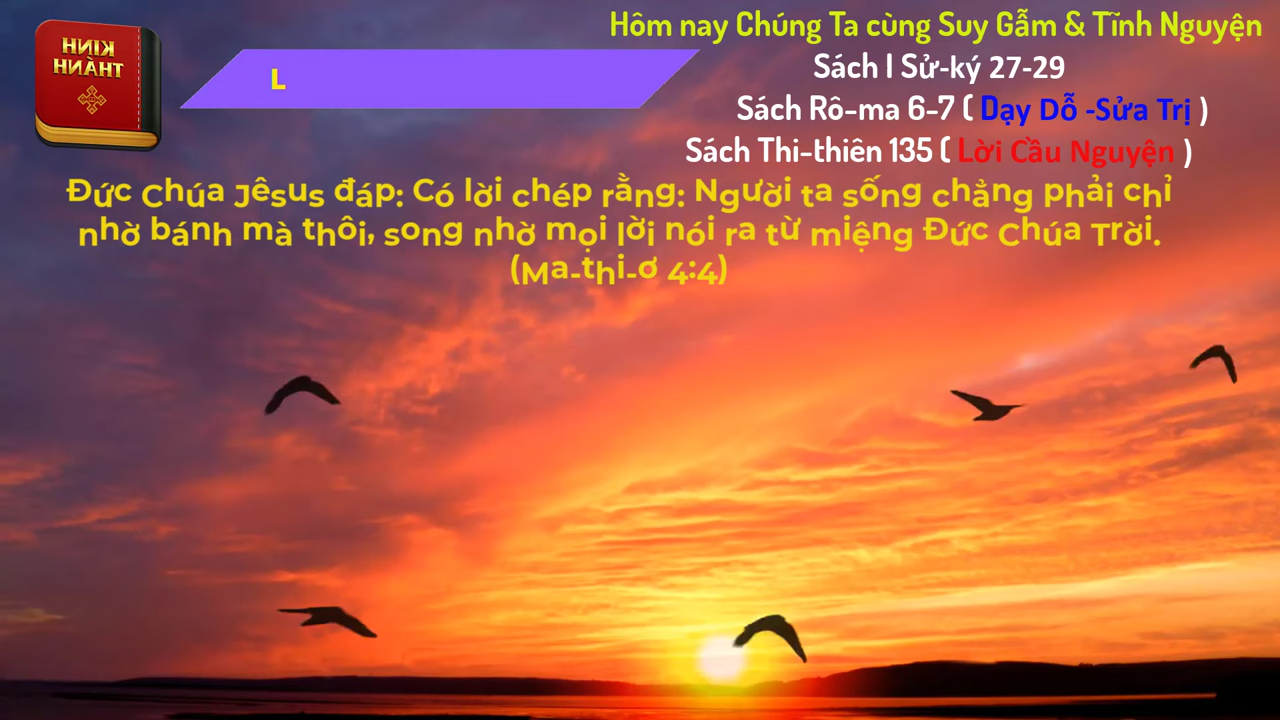 KINH
THÁNH
L
Hôm nay Chúng Ta cùng Suy Gẫm & Tĩnh Nguyện
Sách I Sử-ký 27-29
Sách Rô-ma 6-7 ( Dạy Dỗ -Sửa Trị )
Sách Thi-thiên 135 ( Lời Cầu Nguyện )
Đức Chúa Jêsus đáp: Có lời chép rằng: Người ta sống chẳng phải chỉ
nhờ bánh mà thôi, song nhờ mọi lời nói ra từ miệng Đức Chúa Trời.
(Ma-thi-ơ 4:4)